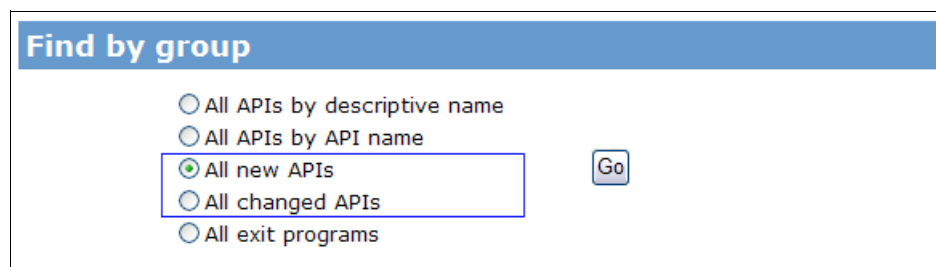 Find by group
All APIs by descriptive name
All APIs by API name
All new APIs
Go
All changed APIs
All exit programs